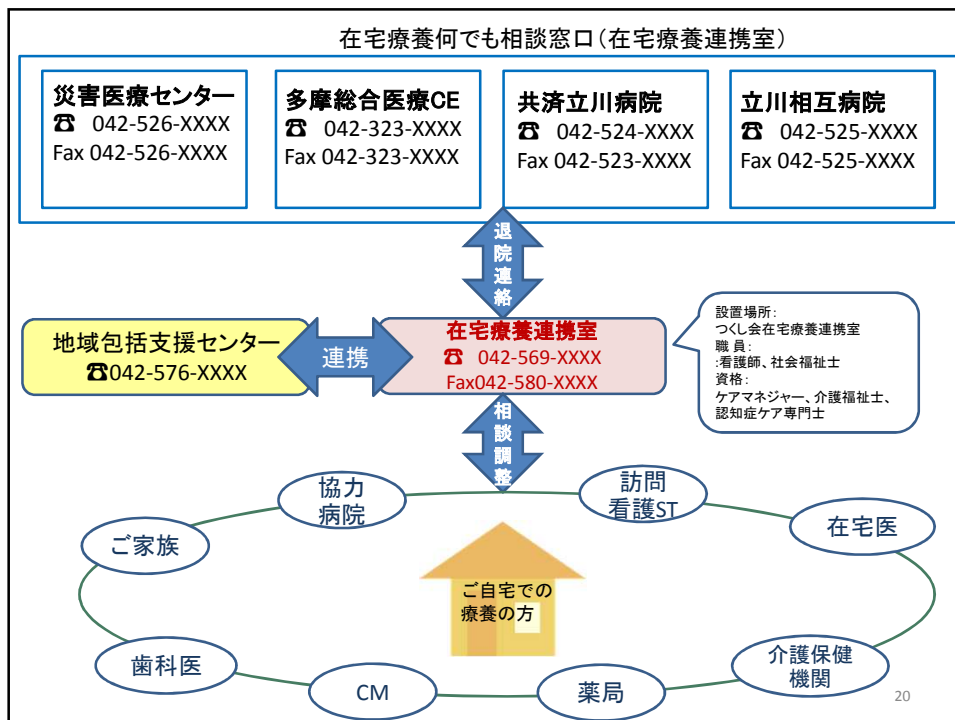 在宅療養何でも相談窓口(在宅療養連携室)
災害医療センター
☎ 042-526-XXXX
Fax 042-526-XXXX
多摩総合医療CE
☎ 042-323-XXXX
Fax 042-323-XXXX
共済立川病院
☎ 042-524-XXXX
Fax 042-523-XXXX
立川相互病院
☎ 042-525-XXXX
Fax 042-525-XXXX
退院連絡
地域包括支援センター
☎042-576-XXXX
連携
在宅療養連携室
☎ 042-569-XXXX
Fax042-580-XXXX
設置場所:
つくし会在宅療養連携室
職 員:
:看護師、社会福祉士
資格:
ケアマネジャー、介護福祉士、
認知症ケア専門士
相談調整
協力
病院
訪問
看護ST
ご家族
在宅医
ご自宅での
療養の方
歯科医
CM
薬局
介護保健
機関
20